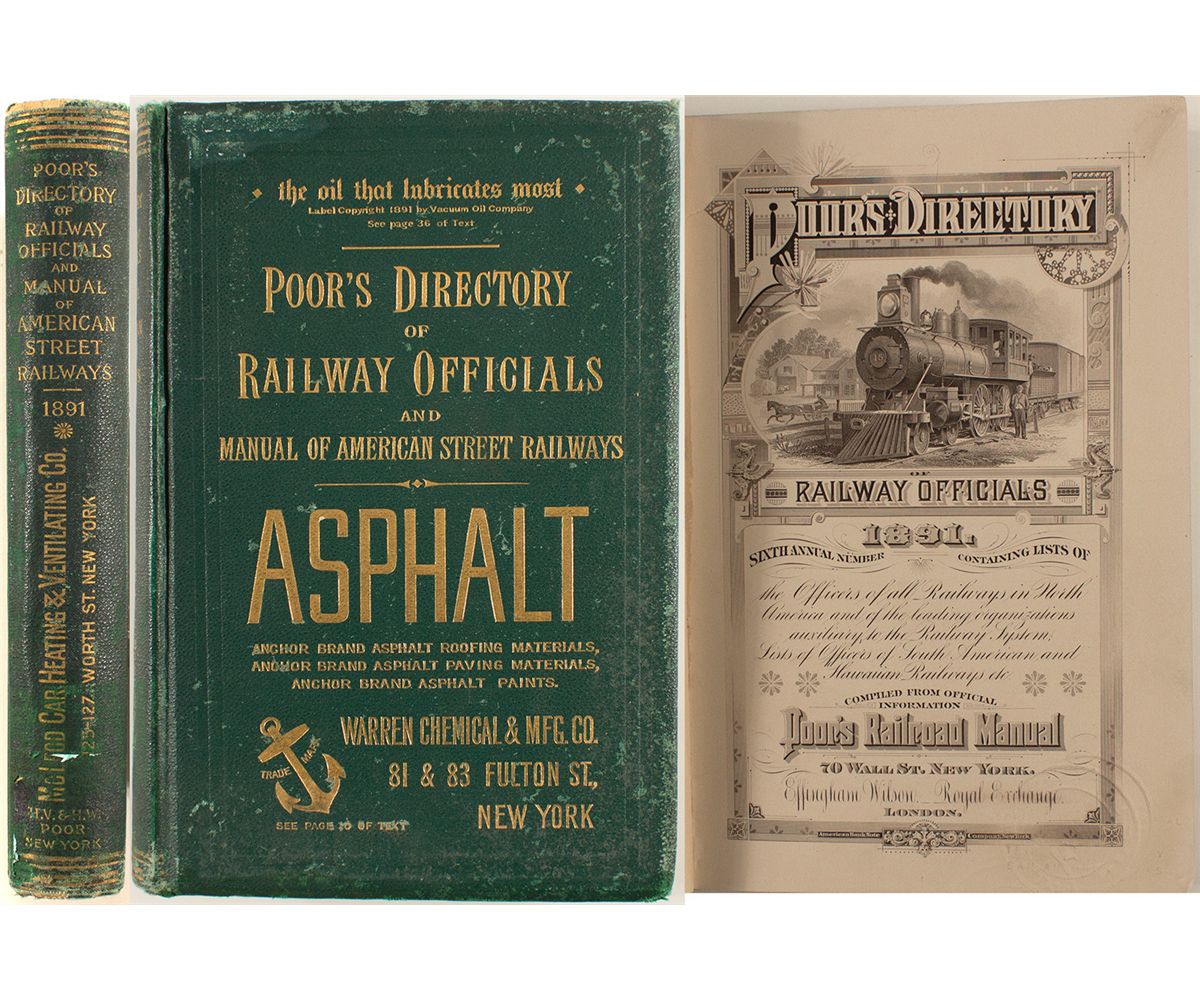 POOR'S
DIRECTORY
OF
RAILWAY
OFFICIALS
AND
MANUAL
OF
AMERICAN
STREET
RAILWAYS
1891
McLEOD CAR HEATING & VENTILATING CO.
123-127 WORTH ST. NEW YORK
H.V. & H.W.
POOR
NEW YORK
the oil that lubricates most
Label Copyright 1891 by Vacuum Oil Company
See page 36 of Text
POOR'S DIRECTORY
OF
RAILWAY OFFICIALS
AND
MANUAL OF AMERICAN STREET RAILWAYS
ASPHALT
ANCHOR BRAND ASPHALT ROOFING MATERIALS,
ANCHOR BRAND ASPHALT PAVING MATERIALS,
ANCHOR BRAND ASPHALT PAINTS.
TRADE MARK
SEE PAGE 10 OF TEXT
WARREN CHEMICAL & MFG. CO.
81 & 83 FULTON ST.,
NEW YORK
POOR'S DIRECTORY
18
OF
RAILWAY OFFICIALS
1891.
SIXTH ANNUAL NUMBER CONTAINING LISTS OF
the Officers of all Railways in North
America and of the leading organizations
auxiliary to the Railway System;
Lists of Officers of South American and
Hawaiian Railways etc.
COMPILED FROM OFFICIAL
INFORMATION
Poor's Railroad Manual
70 WALL ST. NEW YORK.
Effingham Wilson, Royal Exchange
LONDON.
American Bank Note Company, New York